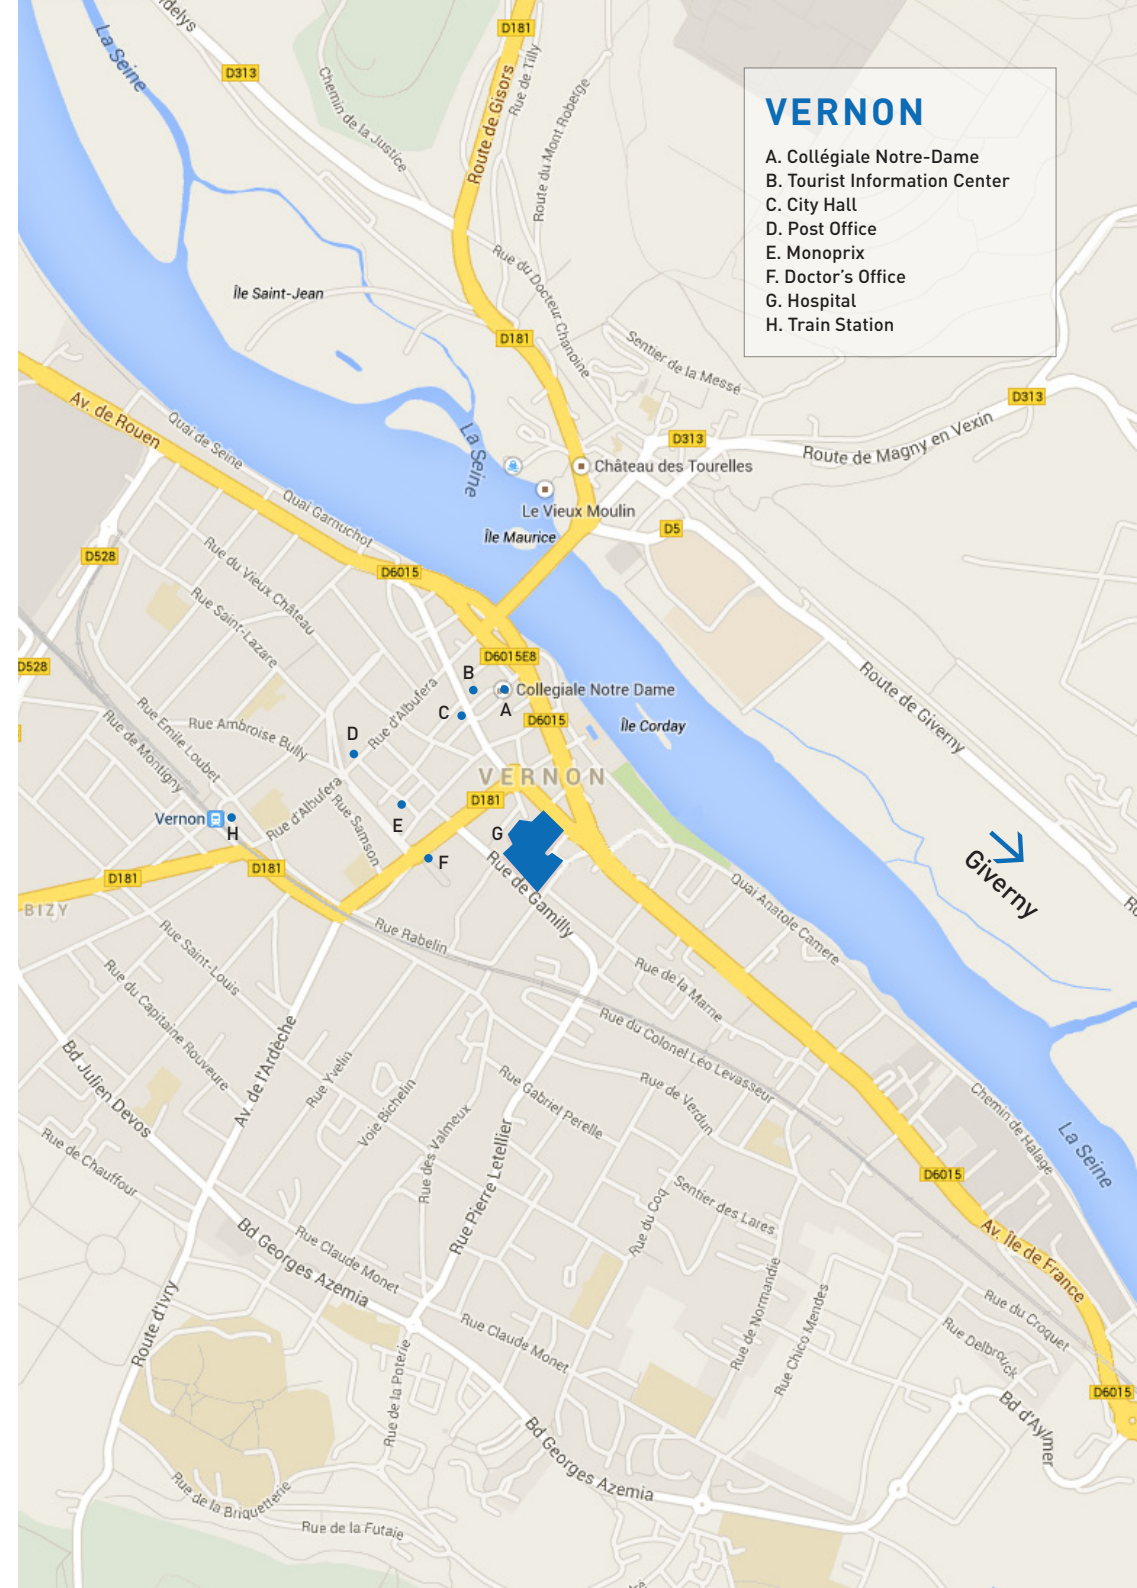 delys
D181
La Seine
D313
Rue de Tilly
Chemin de la Justice
Route de Gisors
Route du Mont Roberge
VERNON
A. Collégiale Notre-Dame
B. Tourist Information Center
C. City Hall
D. Post Office
E. Monoprix
F. Doctor's Office
G. Hospital
H. Train Station
Rue du Docteur Chanoine
Île Saint-Jean
D181
Sentier de la Messé
D313
Av. de Rouen
Quai de Seine
La Seine
D313
Route de Magny en Vexin
Château des Tourelles
Le Vieux Moulin
Quai Garnuchot
Île Maurice
D5
D528
Rue du Vieux Château
D6015
Rue Saint-Lazare
D528
D6015E8
B
Collegiale Notre Dame
A
Rue d'Albufera
C
D6015
Île Corday
Route de Giverny
Rue Emile Loubet
Rue de Montigny
Rue Ambroise Bully
D
VERNON
D181
Rue d'Albufera
Rue Samson
E
Vernon
H
G
F
Giverny
D181
D181
Rue de Gamilly
Quai Anatole Camere
Ru
BIZY
Rue Rabelin
Rue Saint-Louis
Rue de la Marne
Rue du Capitaine Rouveure
Av. de l'Ardèche
Rue du Colonel Léo Levasseur
Bd Julien Devos
Rue Yvelin
Voie Bichelin
Rue Gabriel Perelle
Rue de Verdun
Chemin de Halage
La Seine
Rue de Chauffour
Rue des Valmeux
Rue Pierre Letellier
D6015
Sentier des Lares
Rue du Coq
Bd Georges Azemia
Rue Claude Monet
Av. Île de France
Route d'Ivry
Rue de Normandie
Rue Chico Mendes
Rue du Croquet
Rue Claude Monet
Rue Delbrouck
Rue de la Poterie
D6015
Bd d'Aylmer
Bd Georges Azemia
Rue de la Briquetterie
Rue de la Futaie